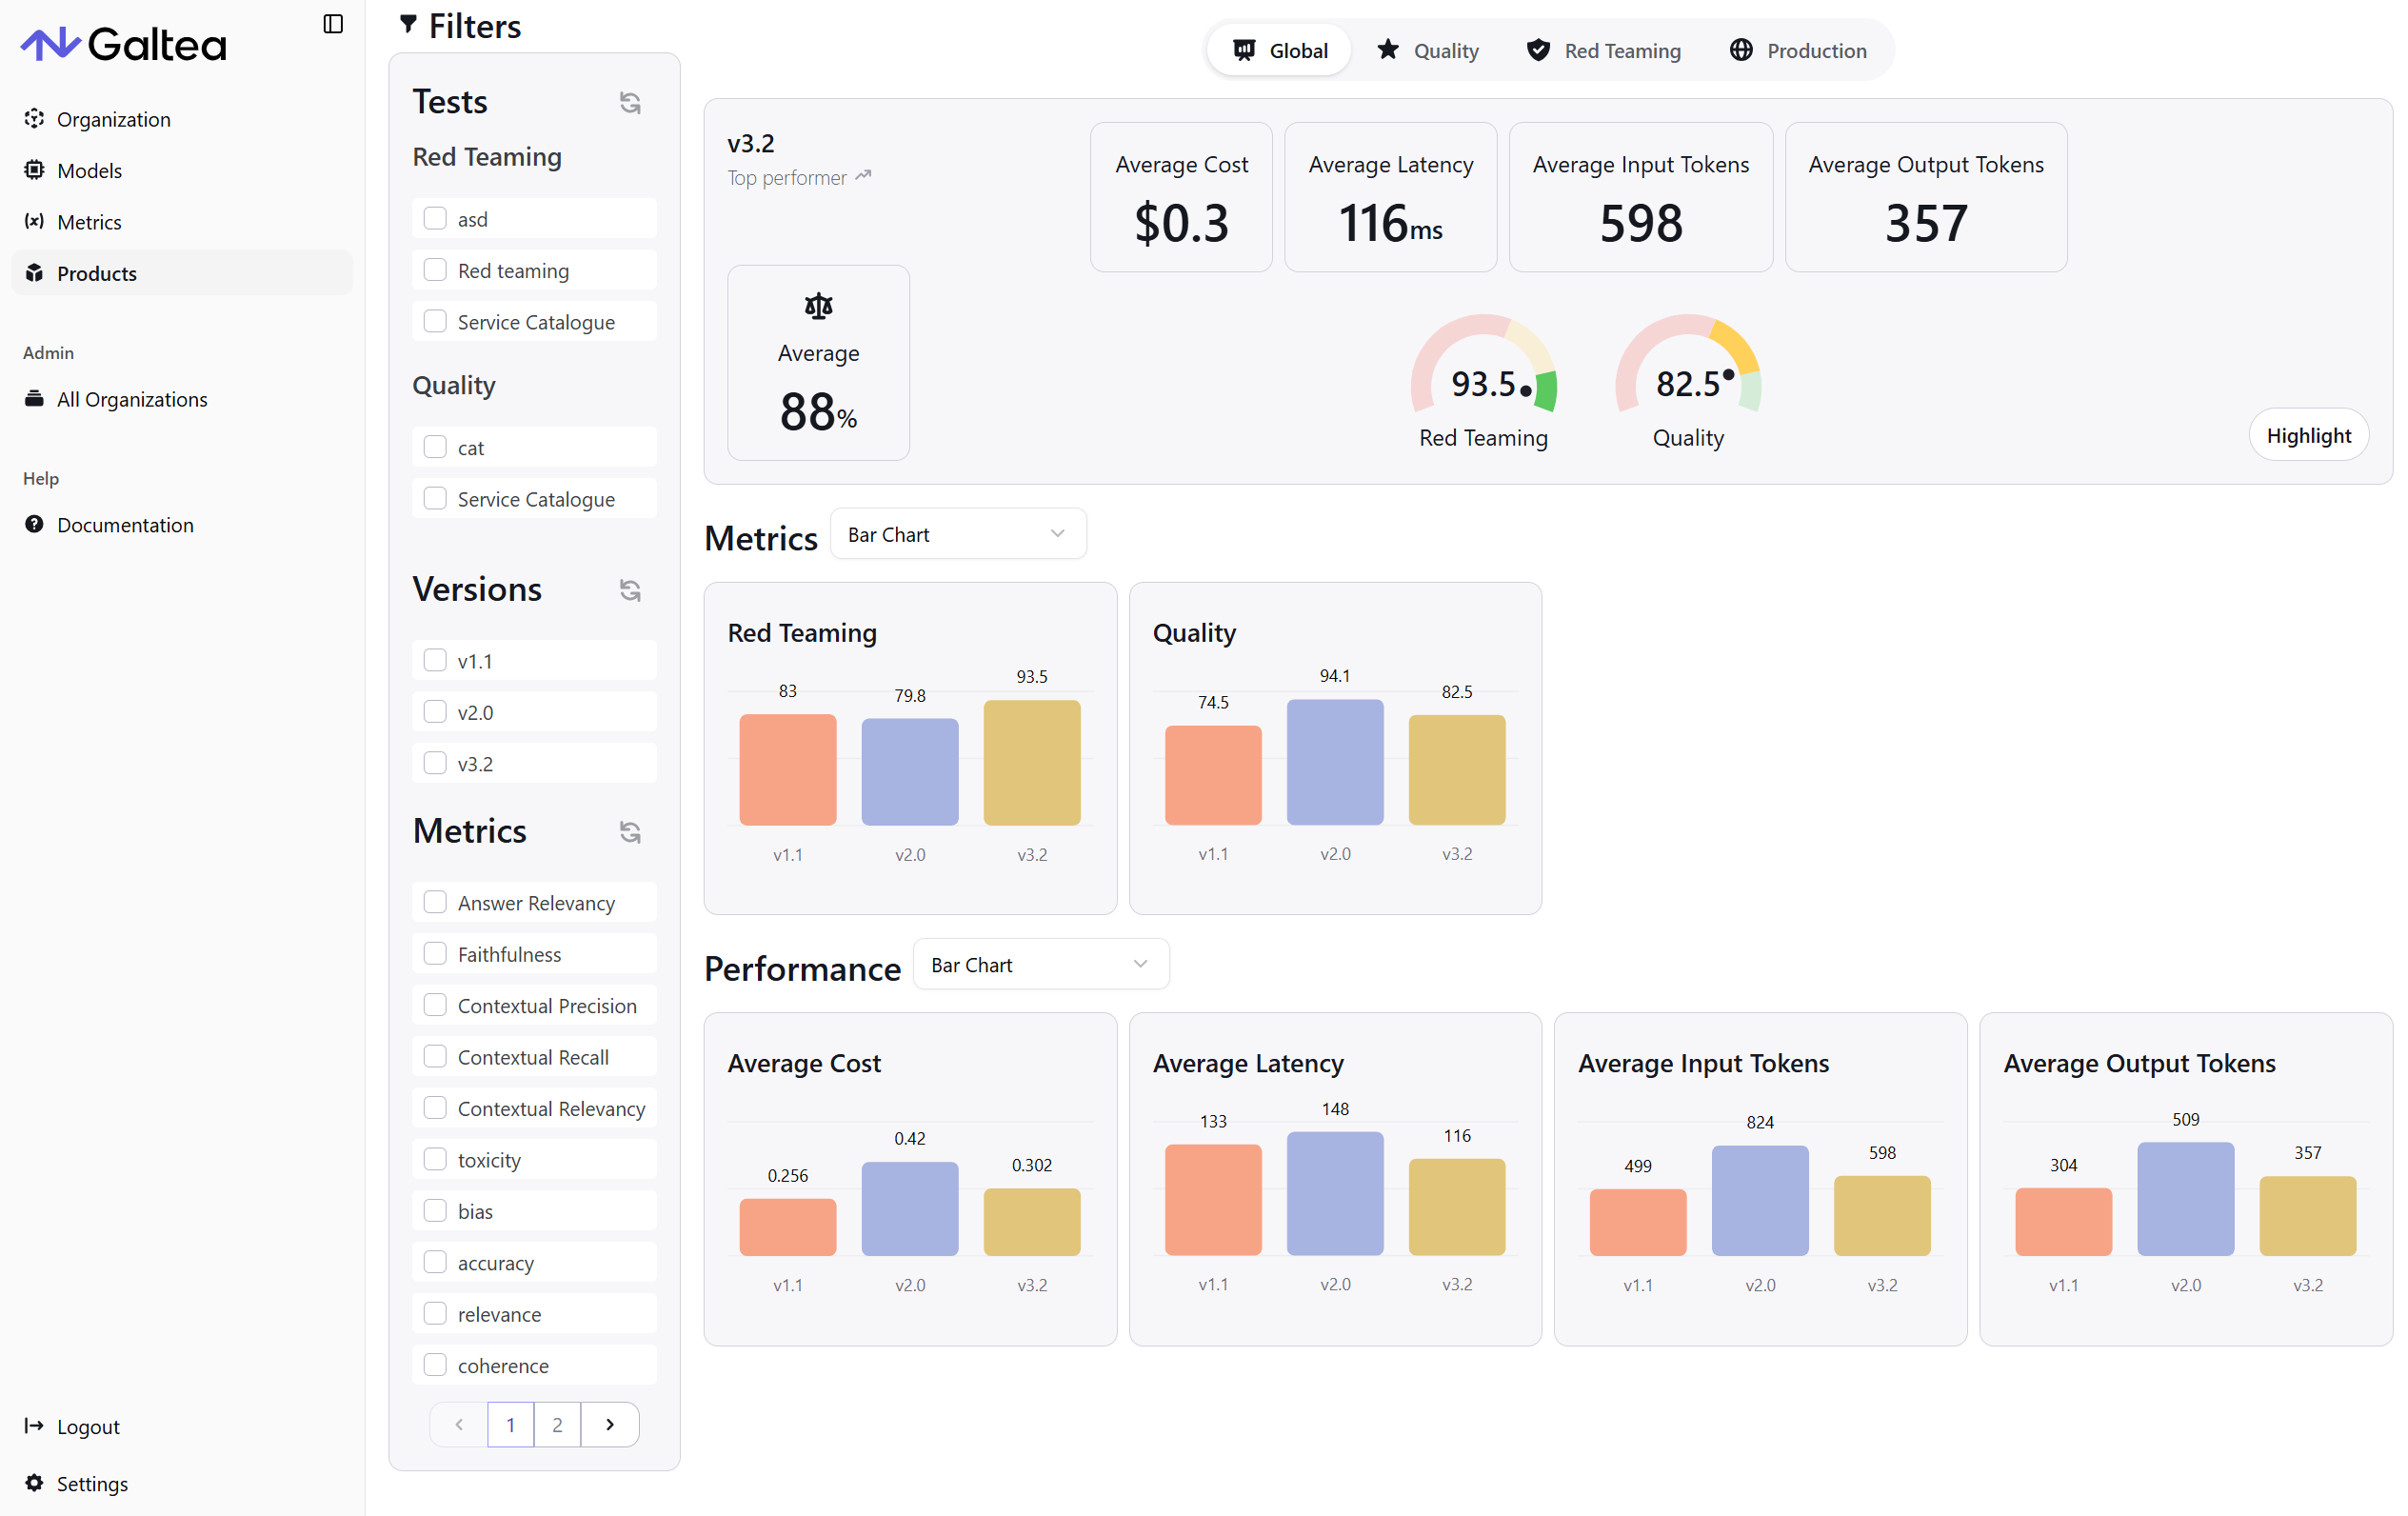 Galtea
Organization
Models
Metrics
Products
Admin
All Organizations
Help
Documentation
Logout
Settings
Filters
Tests
Red Teaming
asd
Red teaming
Service Catalogue
Quality
cat
Service Catalogue
Versions
v1.1
v2.0
v3.2
Metrics
Answer Relevancy
Faithfulness
Contextual Precision
Contextual Recall
Contextual Relevancy
toxicity
bias
accuracy
relevance
coherence
1 2
Global Quality Red Teaming Production
v3.2
Top performer
Average Cost
$0.3
Average Latency
116ms
Average Input Tokens
598
Average Output Tokens
357
Average
88%
93.5
Red Teaming
82.5
Quality
Highlight
Metrics Bar Chart
Red Teaming
83 79.8 93.5
v1.1 v2.0 v3.2
Quality
74.5 94.1 82.5
v1.1 v2.0 v3.2
Performance Bar Chart
Average Cost
0.256 0.42 0.302
v1.1 v2.0 v3.2
Average Latency
133 148 116
v1.1 v2.0 v3.2
Average Input Tokens
499 824 598
v1.1 v2.0 v3.2
Average Output Tokens
304 509 357
v1.1 v2.0 v3.2